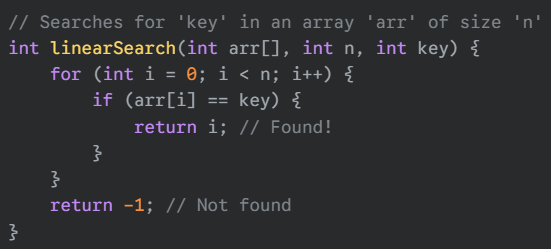 // Searches for 'key' in an array 'arr' of size 'n'
int linearSearch(int arr[], int n, int key) {
    for (int i = 0; i < n; i++) {
        if (arr[i] == key) {
            return i; // Found!
        }
    }
    return -1; // Not found
}